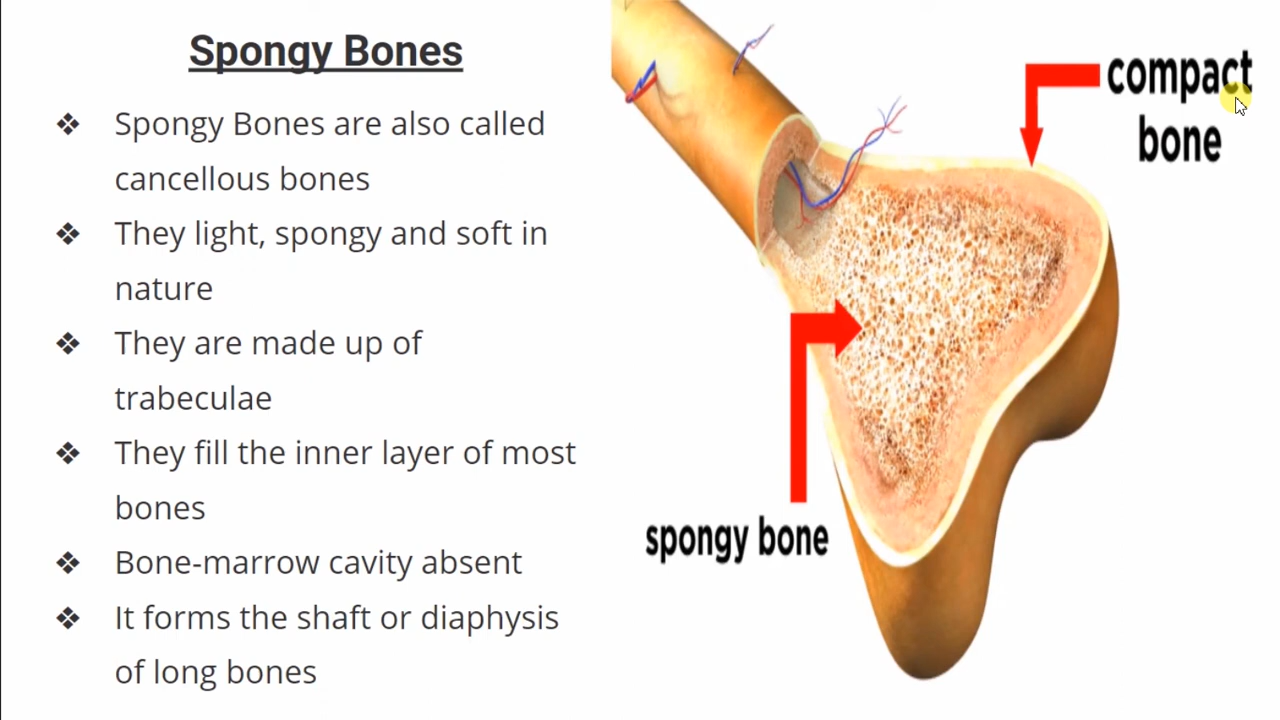 Spongy Bones
❖ Spongy Bones are also called
cancellous bones
❖ They light, spongy and soft in
nature
❖ They are made up of
trabeculae
❖ They fill the inner layer of most
bones
❖ Bone-marrow cavity absent
❖ It forms the shaft or diaphysis
of long bones
compact
bone
spongy bone